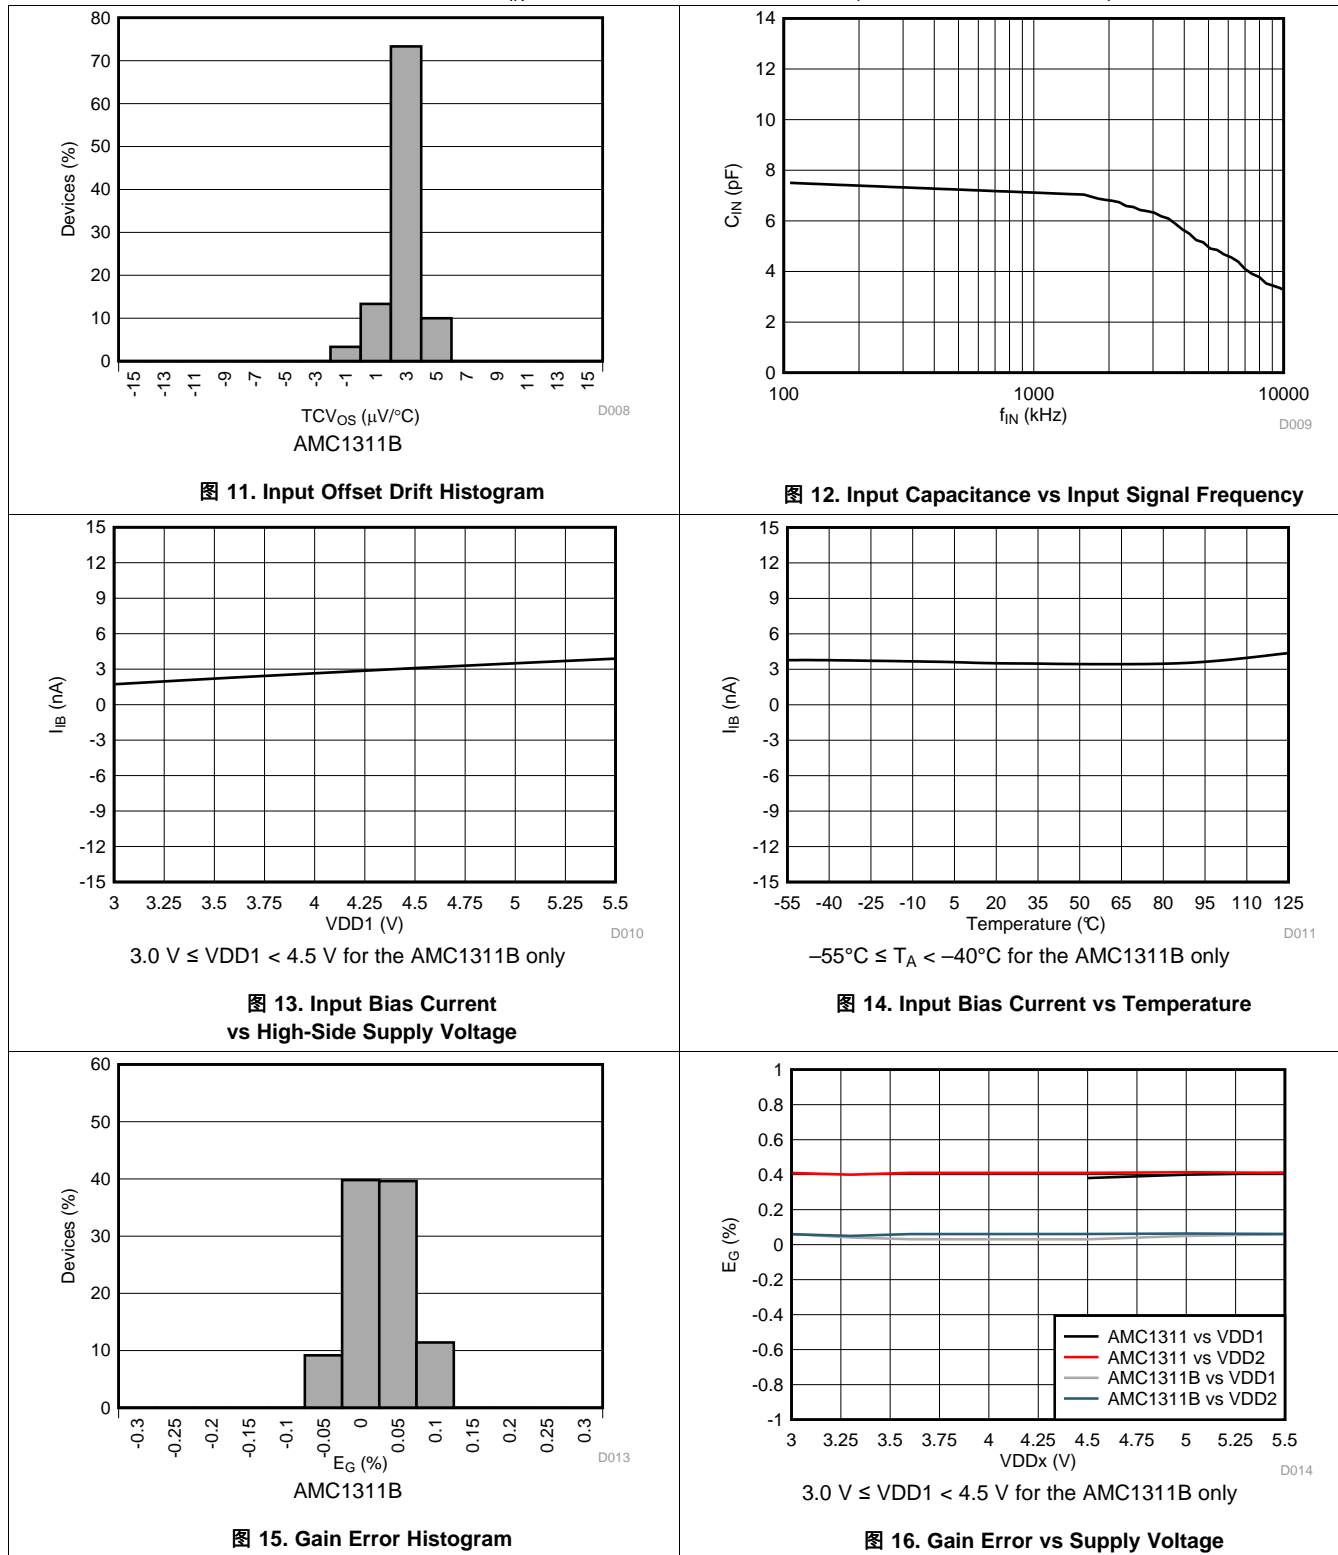 80
70
60
50
40
30
20
10
0
Devices (%)
-15 -13 -11 -9 -7 -5 -3 -1 1 3 5 7 9 11 13 15
TCVOS (μV/°C)
D008
AMC1311B
图 11. Input Offset Drift Histogram
14
12
10
8
6
4
2
0
CIN (pF)
100 1000 10000
fIN (kHz)
D009
图 12. Input Capacitance vs Input Signal Frequency
15
12
9
6
3
0
-3
-6
-9
-12
-15
IIB (nA)
3 3.25 3.5 3.75 4 4.25 4.5 4.75 5 5.25 5.5
VDD1 (V)
D010
3.0 V ≤ VDD1 < 4.5 V for the AMC1311B only
图 13. Input Bias Current
vs High-Side Supply Voltage
15
12
9
6
3
0
-3
-6
-9
-12
-15
IIB (nA)
-55 -40 -25 -10 5 20 35 50 65 80 95 110 125
Temperature (°C)
D011
–55°C ≤ TA < –40°C for the AMC1311B only
图 14. Input Bias Current vs Temperature
60
50
40
30
20
10
0
Devices (%)
-0.3 -0.25 -0.2 -0.15 -0.1 -0.05 0 0.05 0.1 0.15 0.2 0.25 0.3
EG (%)
D013
AMC1311B
图 15. Gain Error Histogram
1
0.8
0.6
0.4
0.2
0
-0.2
-0.4
-0.6
-0.8
-1
EG (%)
AMC1311 vs VDD1
AMC1311 vs VDD2
AMC1311B vs VDD1
AMC1311B vs VDD2
3 3.25 3.5 3.75 4 4.25 4.5 4.75 5 5.25 5.5
VDDx (V)
D014
3.0 V ≤ VDD1 < 4.5 V for the AMC1311B only
图 16. Gain Error vs Supply Voltage